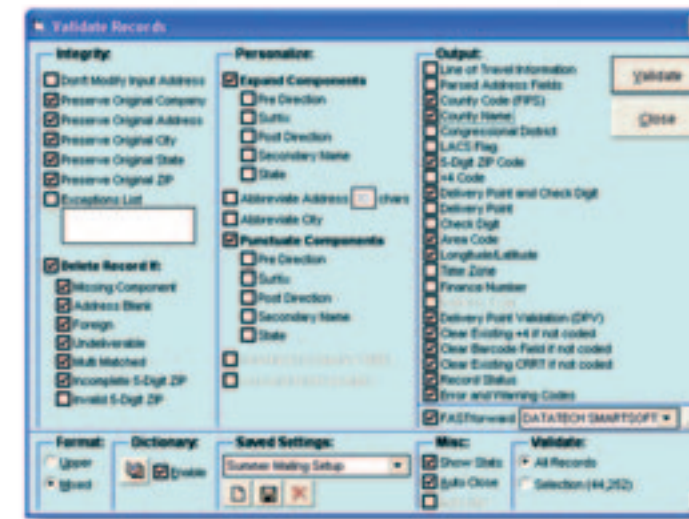 Validate Records
Integrity:
Don't Modify Input Address
Preserve Original Company
Preserve Original Address
Preserve Original City
Preserve Original State
Preserve Original ZIP
Exceptions List
Delete Record If:
Missing Component
Address Blank
Foreign
Undeliverable
Multi Matched
Incomplete 5-Digit ZIP
Invalid 5-Digit ZIP
Personalize:
Expand Components
Pre Direction
Suffix
Post Direction
Secondary Name
State
Abbreviate Address chars
Abbreviate City
Punctuate Components
Pre Direction
Suffix
Post Direction
Secondary Name
State
Output:
Line of Travel Information
Parsed Address Fields
County Code (FIPS)
County Name
Congressional District
LACS Flag
5-Digit ZIP Code
+4 Code
Delivery Point and Check Digit
Delivery Point
Check Digit
Area Code
Longitude/Latitude
Time Zone
Finance Number
Delivery Point Validation (DPV)
Clear Existing +4 if not coded
Clear Barcode Field if not coded
Clear Existing CRRT if not coded
Record Status
Error and Warning Codes
FASTforward DATATECH SMARTSOFT
Validate
Close
Format:
Upper
Mixed
Dictionary:
Enable
Saved Settings:
Summer Mailing Setup
Misc:
Show Stats
Auto Close
Validate:
All Records
Selection (44,252)